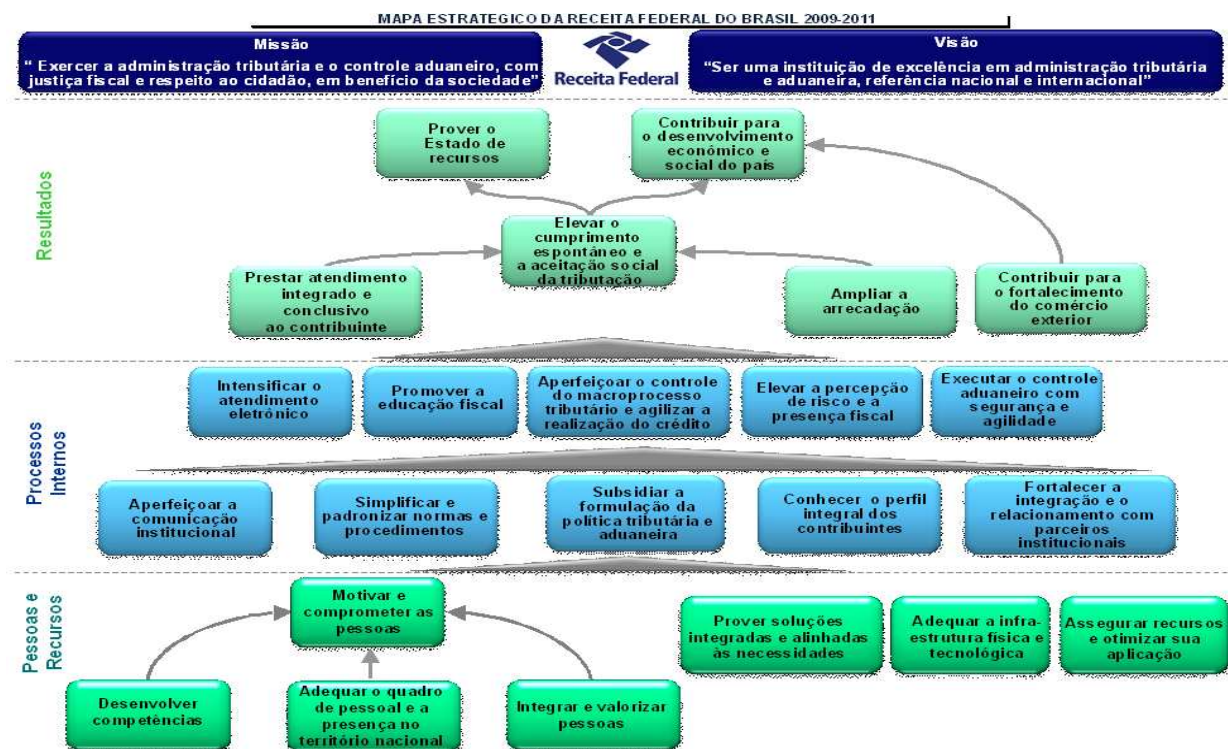 MAPA ESTRATEGICO DA RECEITA FEDERAL DO BRASIL 2009-2011
Missão
“ Exercer a administração tributária e o controle aduaneiro, com
justiça fiscal e respeito ao cidadão, em benefício da sociedade”
Receita Federal
Visão
“Ser uma instituição de excelência em administração tributária
e aduaneira, referência nacional e internacional”
Resultados
Prover o
Estado de
recursos
Contribuir para
o desenvolvimento
económico e
social do país
Elevar o
cumprimento
espontáneo e
a aceitação social
da tributação
Prestar atendimento
integrado e
conclusivo
ao contribuinte
Ampliar a
arrecadação
Contribuir para
o fortalecimento
do comércio
exterior
Processos
Internos
Intensificar o
atendimento
eletrônico
Promover a
educação fiscal
Aperfeiçoar o controle
do macroprocesso
tributário e agilizar a
realização do crédito
Elevar a percepção
de risco e a
presença fiscal
Executar o controle
aduaneiro com
segurança e
agilidade
Aperfeiçoar a
comunicação
institucional
Simplificar e
padronizar normas e
procedimentos
Subsidiar a
formulação da
política tributária e
aduaneira
Conhecer o perfil
integral dos
contribuintes
Fortalecer a
integração e o
relacionamento com
parceiros
institucionais
Pessoas e
Recursos
Motivar e
comprometer as
pessoas
Prover soluções
integradas e alinhadas
às necessidades
Adequar a infra-
estrutura física e
tecnológica
Assegurar recursos
e otimizar sua
aplicação
Desenvolver
competências
Adequar o quadro
de pessoal e a
presença no
território nacional
Integrar e valorizar
pessoas